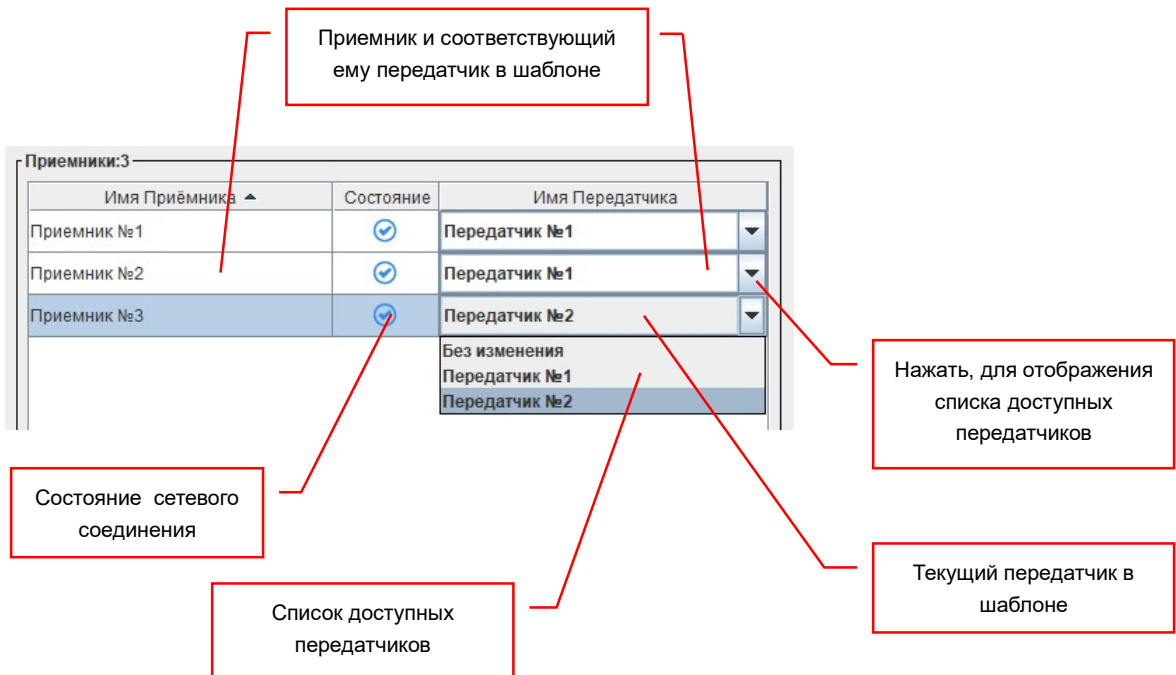 Приемник и соответствующий
ему передатчик в шаблоне
Приемники:3
Имя Приёмника Состояние Имя Передатчика
Приемник №1 Передатчик №1
Приемник №2 Передатчик №1
Приемник №3 Передатчик №2
Без изменения
Передатчик №1
Передатчик №2
Нажать, для отображения
списка доступных
передатчиков
Состояние сетевого
соединения
Текущий передатчик в
шаблоне
Список доступных
передатчиков